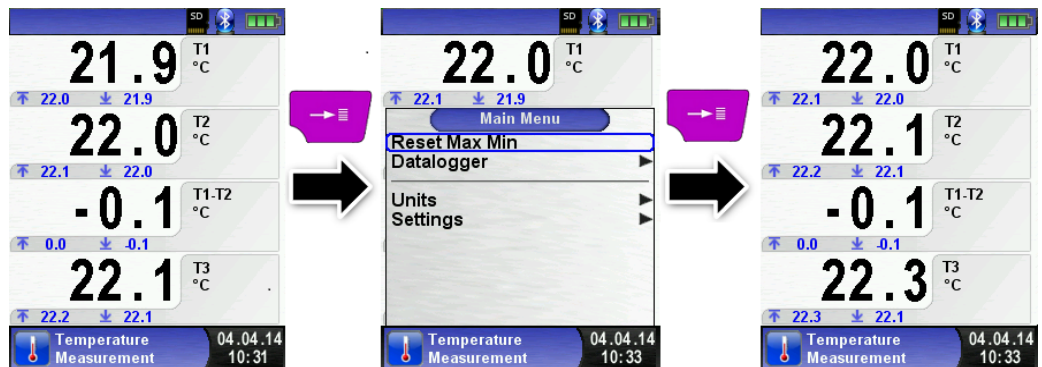 SD
21.9 T1 °C
22.0 21.9
22.0 T2 °C
22.1 22.0
-0.1 T1-T2 °C
0.0 -0.1
22.1 T3 °C
22.2 22.1
Temperature Measurement
04.04.14
10:31
SD
22.0 T1 °C
22.1 21.9
Main Menu
Reset Max Min
Datalogger
Units
Settings
Temperature Measurement
04.04.14
10:33
SD
22.0 T1 °C
22.1 22.0
22.1 T2 °C
22.2 22.1
-0.1 T1-T2 °C
0.0 -0.1
22.3 T3 °C
22.3 22.1
Temperature Measurement
04.04.14
10:33